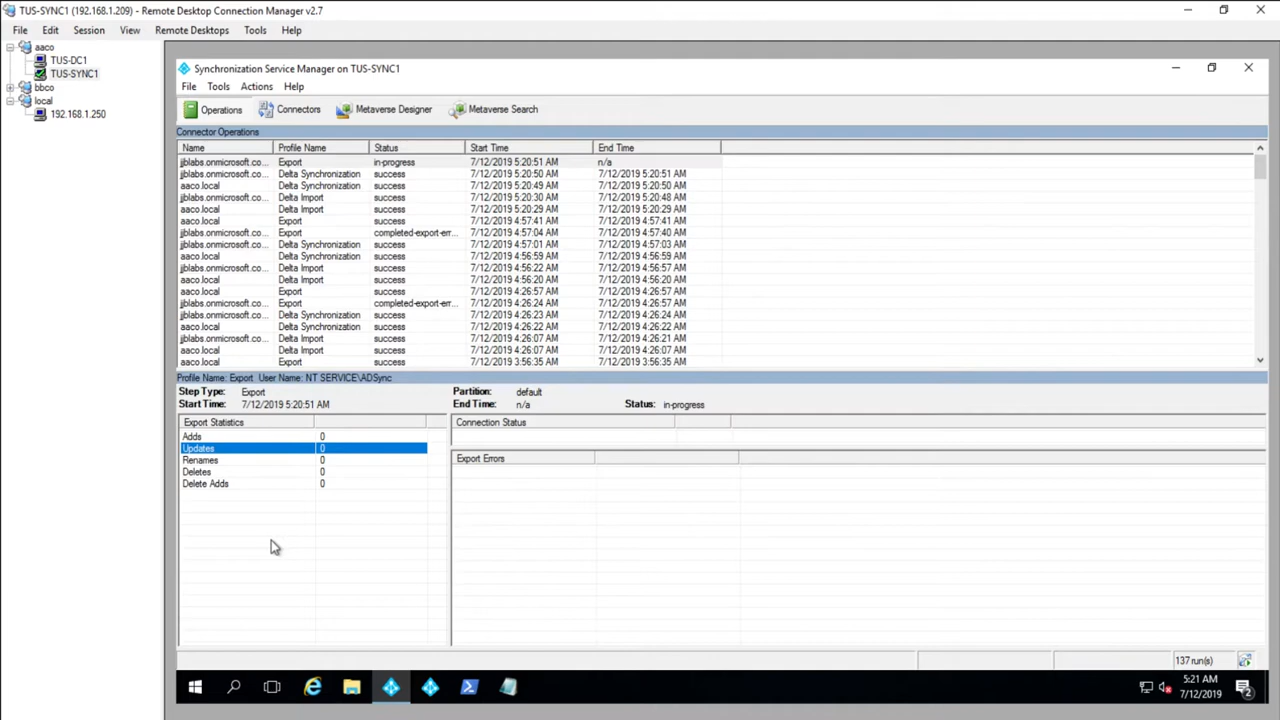 TUS-SYNC1 (192.168.1.209) - Remote Desktop Connection Manager v2.7
File Edit Session View Remote Desktops Tools Help
aaco
TUS-DC1
TUS-SYNC1
bbco
local
192.168.1.250
Synchronization Service Manager on TUS-SYNC1
File Tools Actions Help
Operations Connectors Metaverse Designer Metaverse Search
Connector Operations
Name Profile Name Status Start Time End Time
jjblabs.onmicrosoft.co... Export in-progress 7/12/2019 5:20:51 AM n/a
jjblabs.onmicrosoft.co... Delta Synchronization success 7/12/2019 5:20:50 AM 7/12/2019 5:20:51 AM
aaco.local Delta Synchronization success 7/12/2019 5:20:49 AM 7/12/2019 5:20:50 AM
jjblabs.onmicrosoft.co... Delta Import success 7/12/2019 5:20:30 AM 7/12/2019 5:20:48 AM
aaco.local Delta Import success 7/12/2019 5:20:29 AM 7/12/2019 5:20:30 AM
aaco.local Export success 7/12/2019 4:57:41 AM 7/12/2019 4:57:41 AM
jjblabs.onmicrosoft.co... Export completed-export-err... 7/12/2019 4:57:04 AM 7/12/2019 4:57:40 AM
jjblabs.onmicrosoft.co... Delta Synchronization success 7/12/2019 4:57:01 AM 7/12/2019 4:57:03 AM
aaco.local Delta Synchronization success 7/12/2019 4:56:59 AM 7/12/2019 4:56:59 AM
jjblabs.onmicrosoft.co... Delta Import success 7/12/2019 4:56:22 AM 7/12/2019 4:56:57 AM
aaco.local Delta Import success 7/12/2019 4:56:20 AM 7/12/2019 4:56:21 AM
aaco.local Export success 7/12/2019 4:26:57 AM 7/12/2019 4:26:57 AM
jjblabs.onmicrosoft.co... Export completed-export-err... 7/12/2019 4:26:24 AM 7/12/2019 4:26:57 AM
jjblabs.onmicrosoft.co... Delta Synchronization success 7/12/2019 4:26:23 AM 7/12/2019 4:26:24 AM
aaco.local Delta Synchronization success 7/12/2019 4:26:22 AM 7/12/2019 4:26:22 AM
jjblabs.onmicrosoft.co... Delta Import success 7/12/2019 4:26:07 AM 7/12/2019 4:26:21 AM
aaco.local Delta Import success 7/12/2019 4:26:07 AM 7/12/2019 4:26:07 AM
aaco.local Export success 7/12/2019 3:56:35 AM 7/12/2019 3:56:35 AM
Profile Name: Export User Name: NT SERVICE\ADSync
Step Type: Export Partition: default
Start Time: 7/12/2019 5:20:51 AM End Time: n/a Status: in-progress
Export Statistics Connection Status
Adds 0
Updates 0
Renames 0 Export Errors
Deletes 0
Delete Adds 0
137 run(s)
5:21 AM
7/12/2019
2